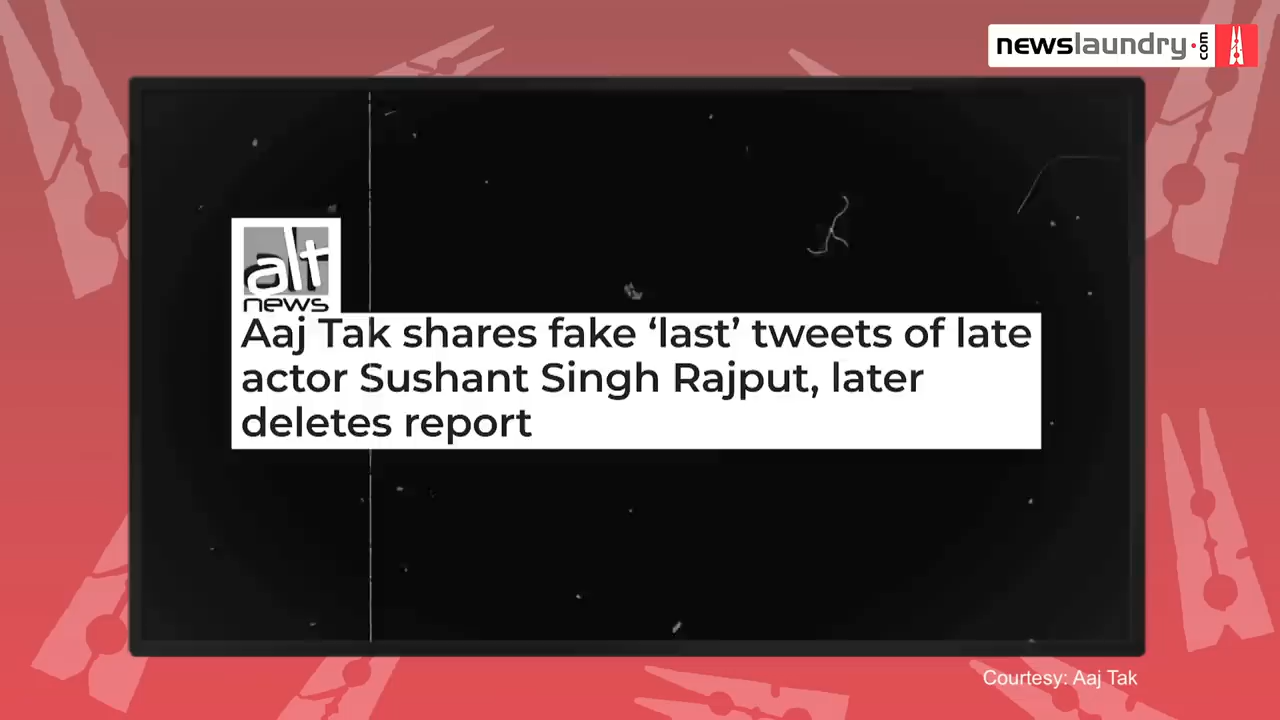 newslaundry.com
alt
news
Aaj Tak shares fake ‘last’ tweets of late
actor Sushant Singh Rajput, later
deletes report
Courtesy: Aaj Tak